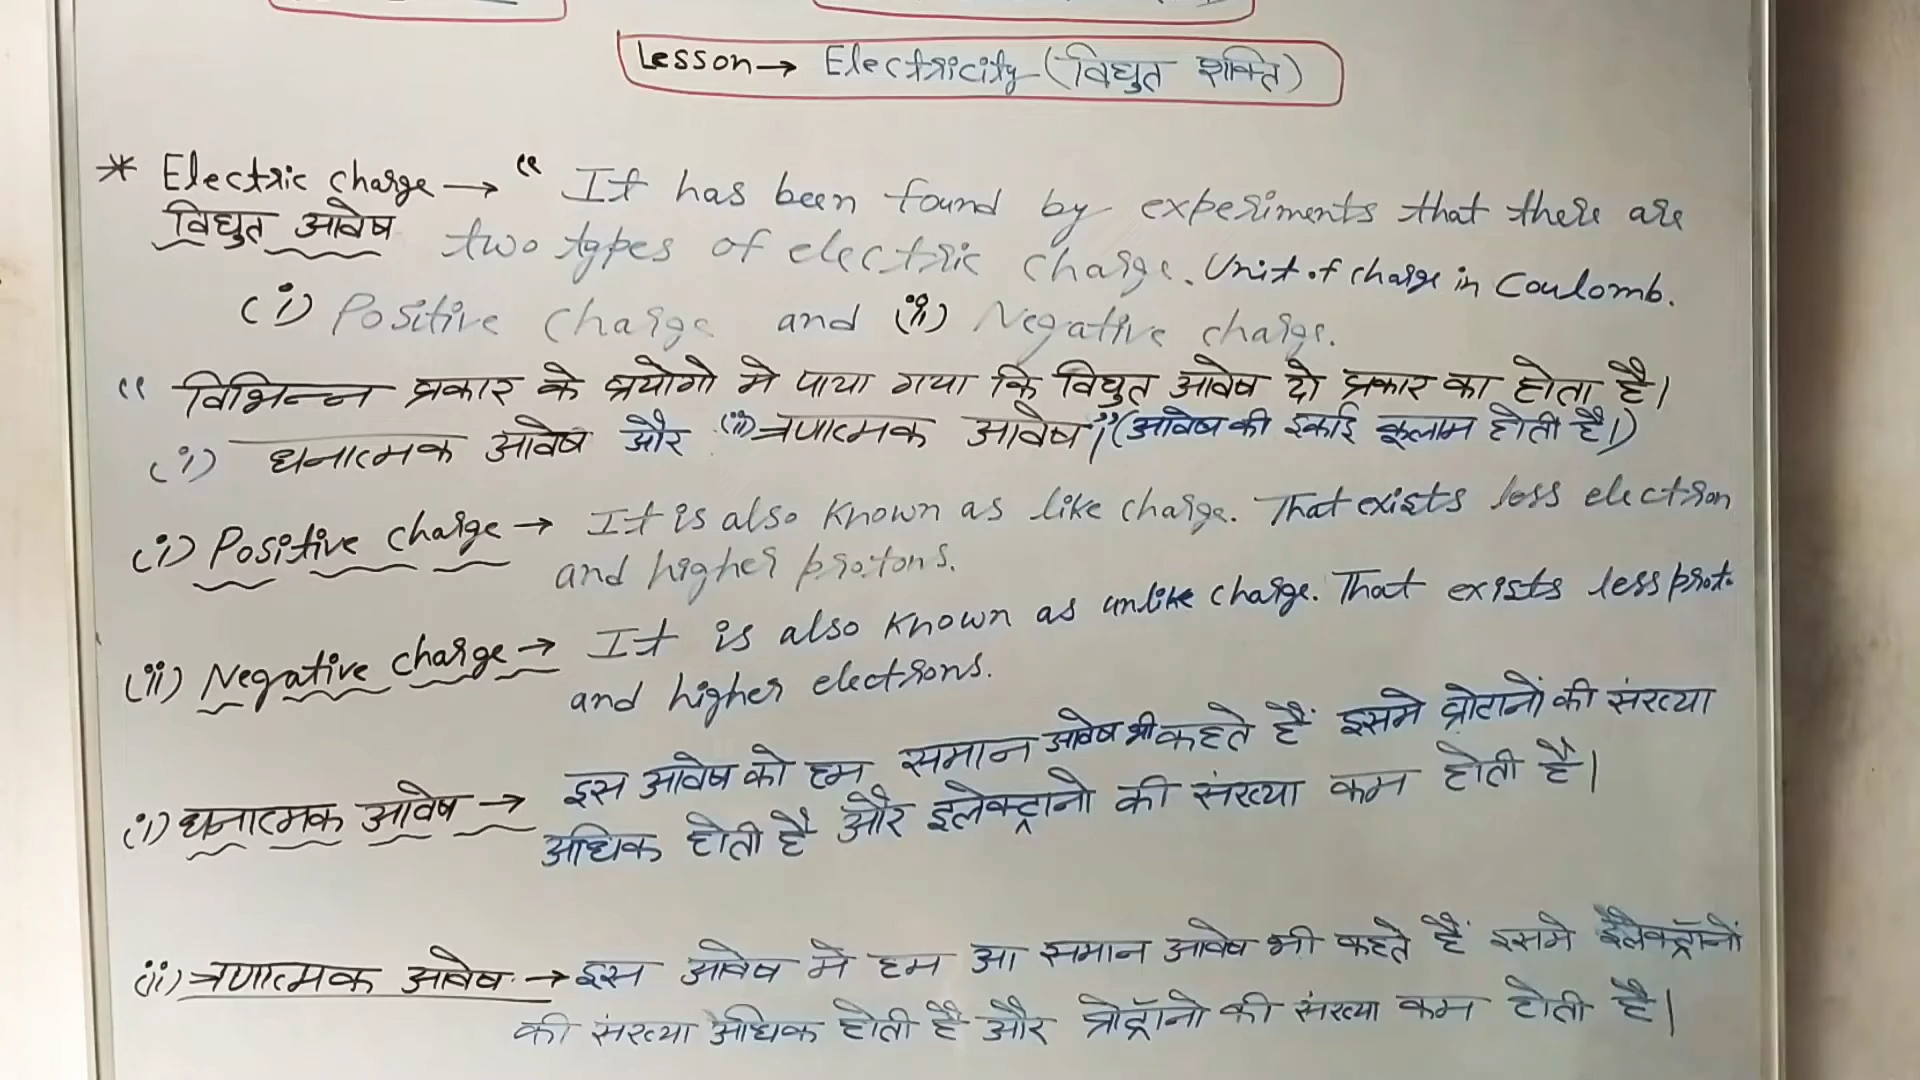 Lesson→ Electricity (विघुत शक्ति)
* Electric charge → “ It has been found by experiments that there are
विघुत आवेष two types of electric charge. Unit of charge in Coulomb.
(i) Positive charge and (ii) Negative charge.
“ विभिन्न प्रकार के प्रयोगो मे पाया गया कि विघुत आवेष दो प्रकार का होता है।
(i) धनात्मक आवेष और (ii) त्रणात्मक आवेष।” (आवेष की इकाई कूलाम होती है।)
(i) Positive charge → It is also known as like charge. That exists less electron
and higher protons.
(ii) Negative charge → It is also known as unlike charge. That exists less prot.
and higher electrons.
(i) धनात्मक आवेष → इस आवेष को हम समान आवेष भी कहते हैं इसमे प्रोटानों की संख्या
अधिक होती है और इलेक्ट्रानो की संख्या कम होती है।
(ii) त्रणात्मक आवेष → इस आवेष मे हम आ समान आवेष भी कहते हैं इसमे ईलेक्ट्रॉनों
की संख्या अधिक होती है और प्रोट्रॉनो की संख्या कम होती है।